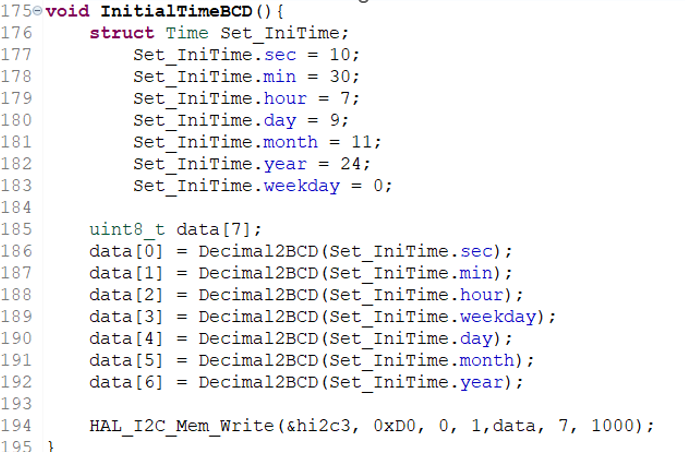 175 void InitialTimeBCD(){
176     struct Time Set_IniTime;
177         Set_IniTime.sec = 10;
178         Set_IniTime.min = 30;
179         Set_IniTime.hour = 7;
180         Set_IniTime.day = 9;
181         Set_IniTime.month = 11;
182         Set_IniTime.year = 24;
183         Set_IniTime.weekday = 0;
184
185     uint8_t data[7];
186     data[0] = Decimal2BCD(Set_IniTime.sec);
187     data[1] = Decimal2BCD(Set_IniTime.min);
188     data[2] = Decimal2BCD(Set_IniTime.hour);
189     data[3] = Decimal2BCD(Set_IniTime.weekday);
190     data[4] = Decimal2BCD(Set_IniTime.day);
191     data[5] = Decimal2BCD(Set_IniTime.month);
192     data[6] = Decimal2BCD(Set_IniTime.year);
193
194     HAL_I2C_Mem_Write(&hi2c3, 0xD0, 0, 1,data, 7, 1000);
195 }